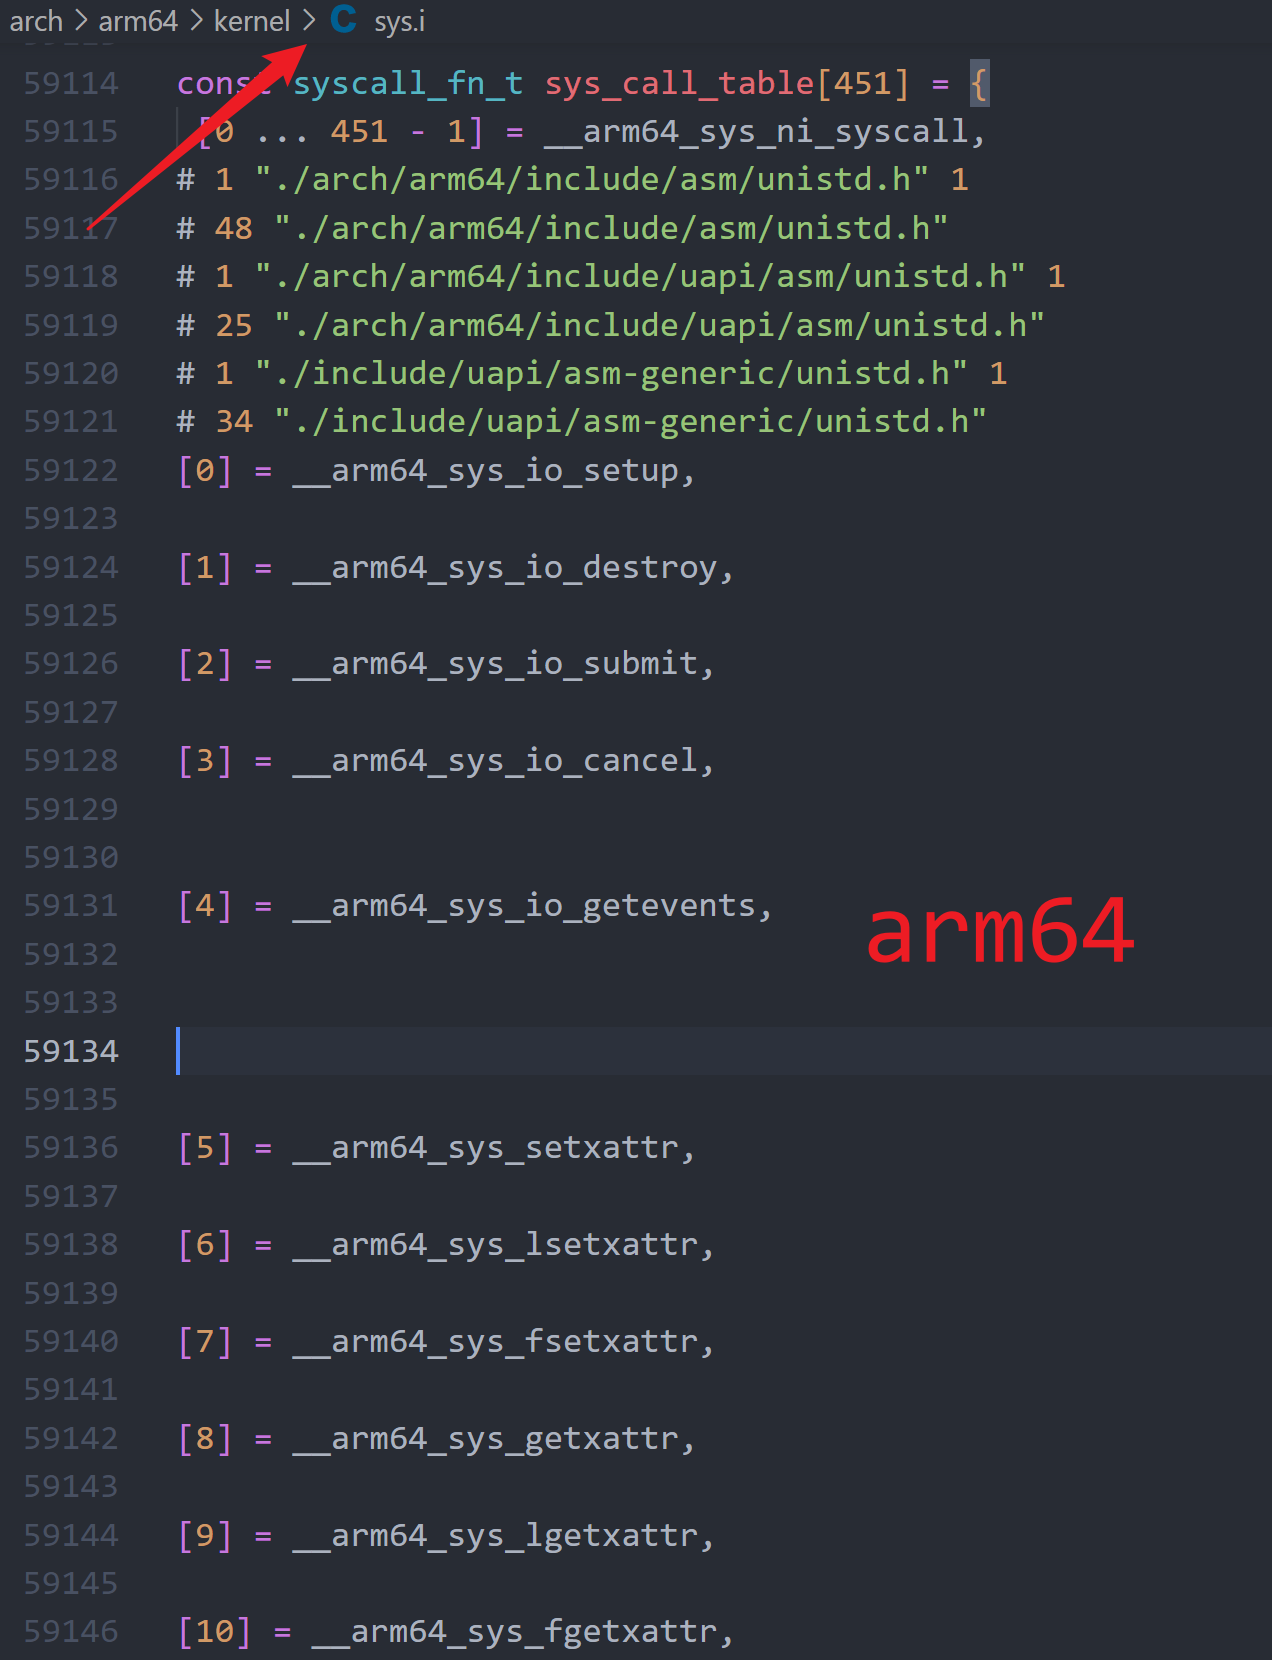 arch > arm64 > kernel > C sys.i
59114 const syscall_fn_t sys_call_table[451] = {
59115 [0 ... 451 - 1] = __arm64_sys_ni_syscall,
59116 # 1 "./arch/arm64/include/asm/unistd.h" 1
59117 # 48 "./arch/arm64/include/asm/unistd.h"
59118 # 1 "./arch/arm64/include/uapi/asm/unistd.h" 1
59119 # 25 "./arch/arm64/include/uapi/asm/unistd.h"
59120 # 1 "./include/uapi/asm-generic/unistd.h" 1
59121 # 34 "./include/uapi/asm-generic/unistd.h"
59122 [0] = __arm64_sys_io_setup,
59123
59124 [1] = __arm64_sys_io_destroy,
59125
59126 [2] = __arm64_sys_io_submit,
59127
59128 [3] = __arm64_sys_io_cancel,
59129
59130
59131 [4] = __arm64_sys_io_getevents,
arm64
59132
59133
59134
59135
59136 [5] = __arm64_sys_setxattr,
59137
59138 [6] = __arm64_sys_lsetxattr,
59139
59140 [7] = __arm64_sys_fsetxattr,
59141
59142 [8] = __arm64_sys_getxattr,
59143
59144 [9] = __arm64_sys_lgetxattr,
59145
59146 [10] = __arm64_sys_fgetxattr,